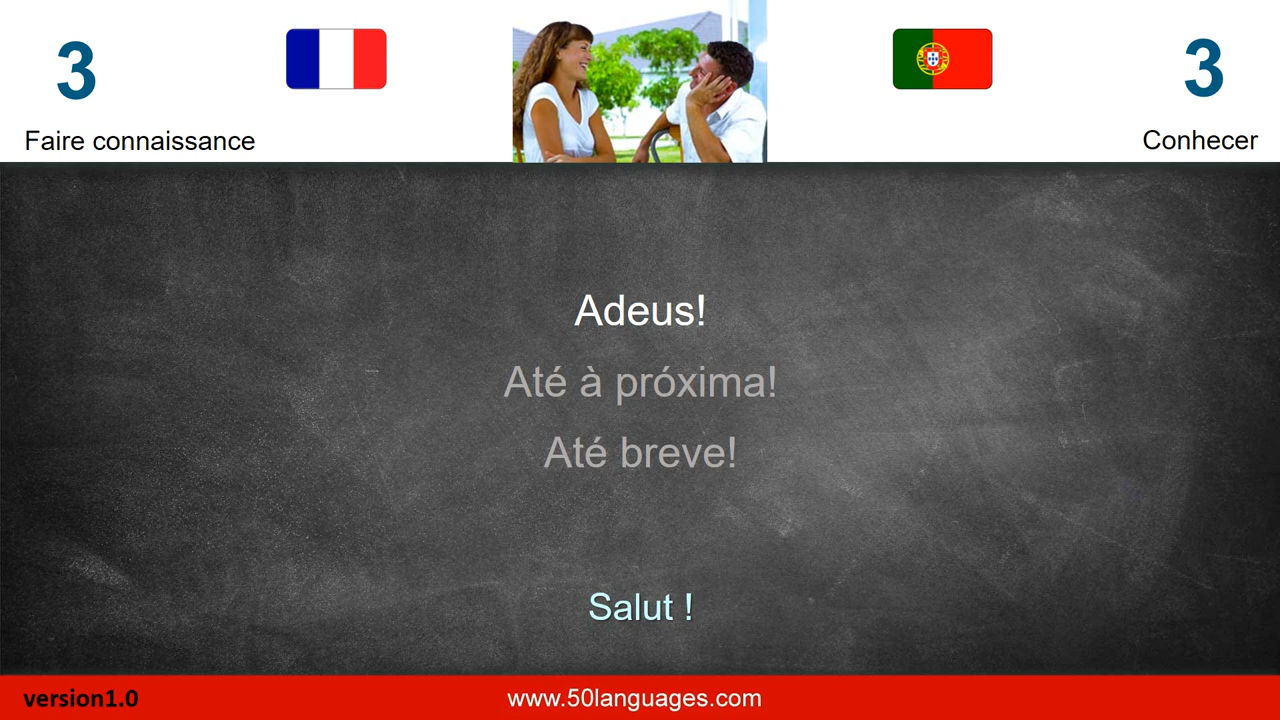 3
3
Faire connaissance
Conhecer
Adeus!
Até à próxima!
Até breve!
Salut !
version1.0
www.50languages.com